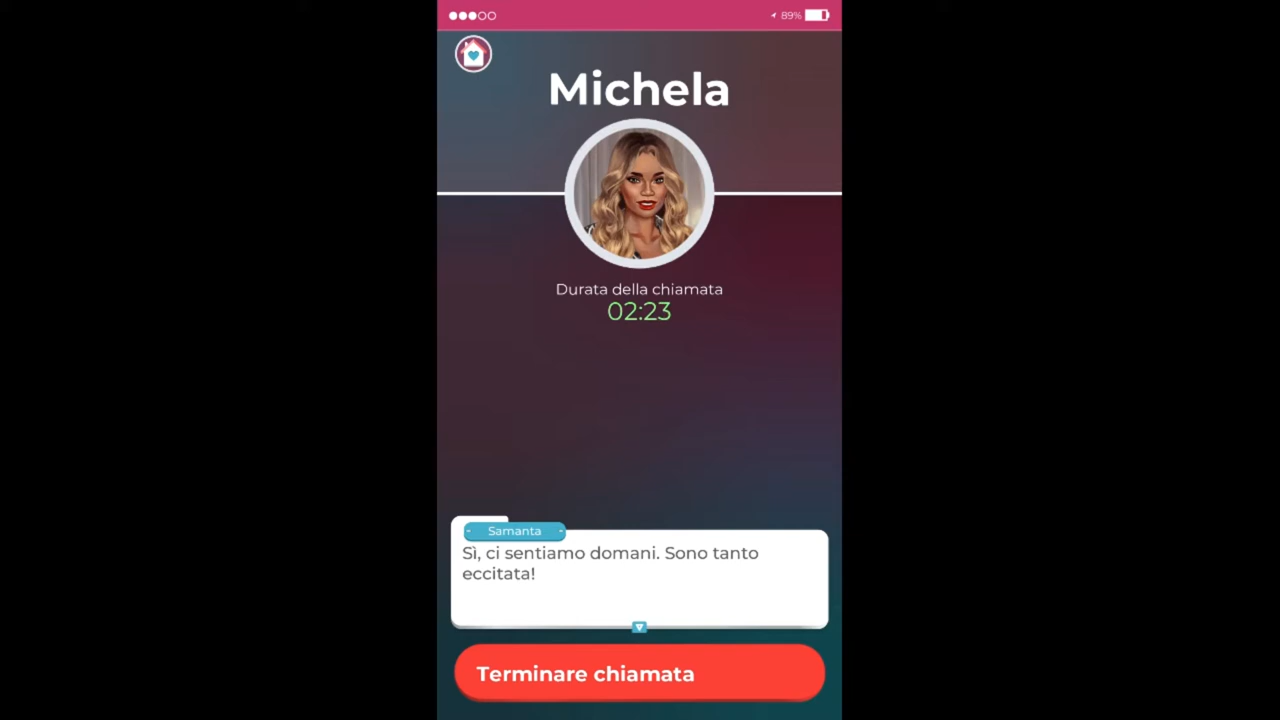 89%
Michela
Durata della chiamata
02:23
Samanta
Sì, ci sentiamo domani. Sono tanto
eccitata!
Terminare chiamata